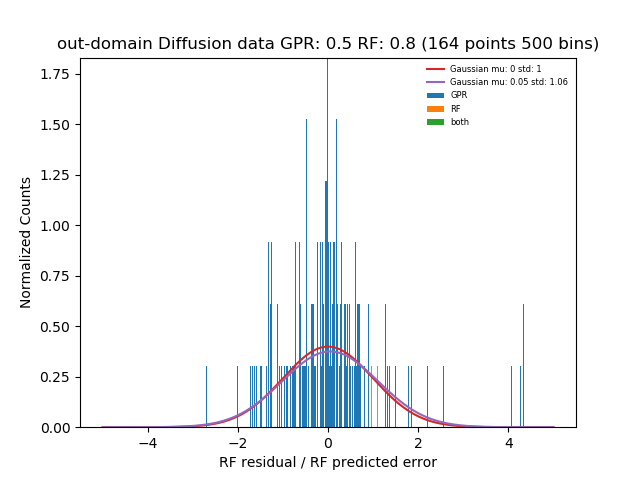 out-domain Diffusion data GPR: 0.5 RF: 0.8 (164 points 500 bins)
Gaussian mu: 0 std: 1
Gaussian mu: 0.05 std: 1.06
GPR
RF
both
Normalized Counts
1.75
1.50
1.25
1.00
0.75
0.50
0.25
0.00
−4
−2
0
2
4
RF residual / RF predicted error